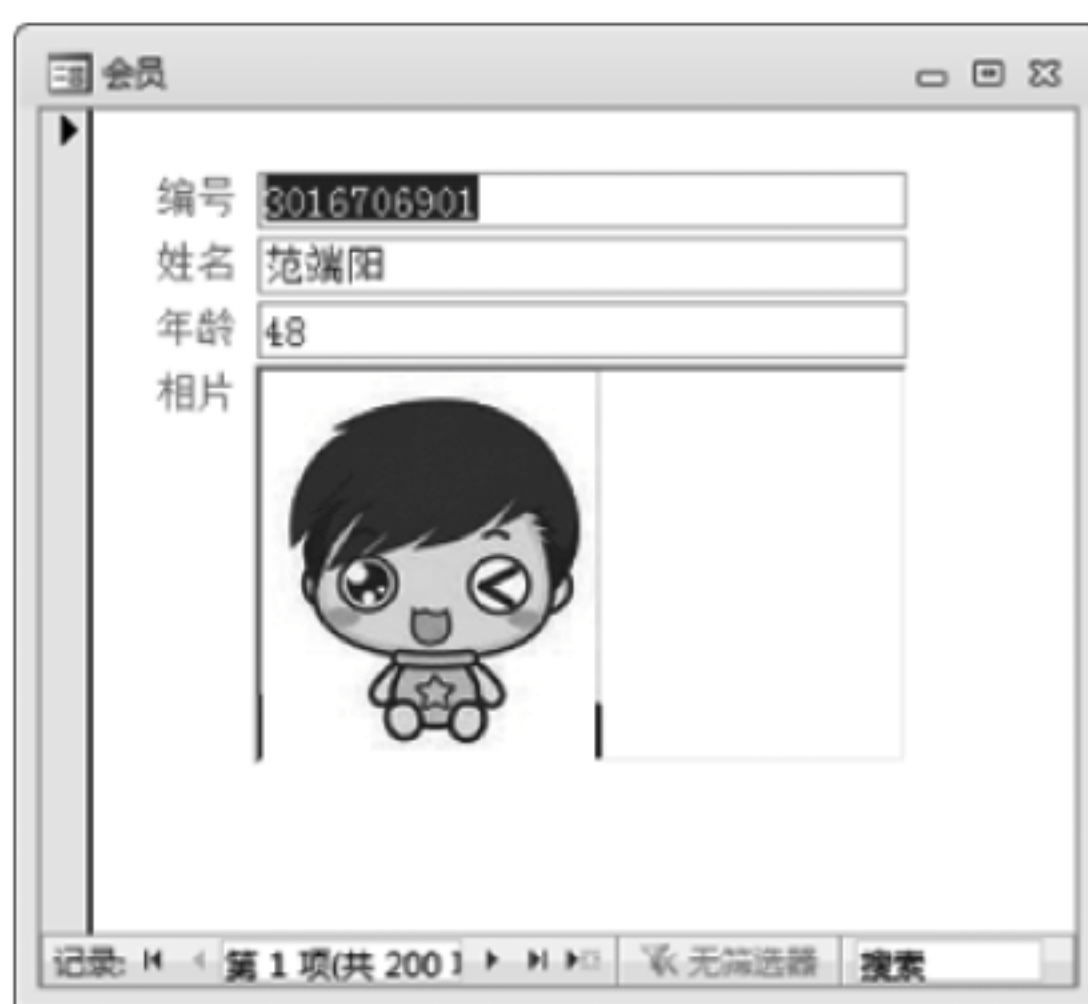 会员
编号 3016706901
姓名 范端阳
年龄 48
相片
记录: 第 1 项(共 200 无筛选器 搜索